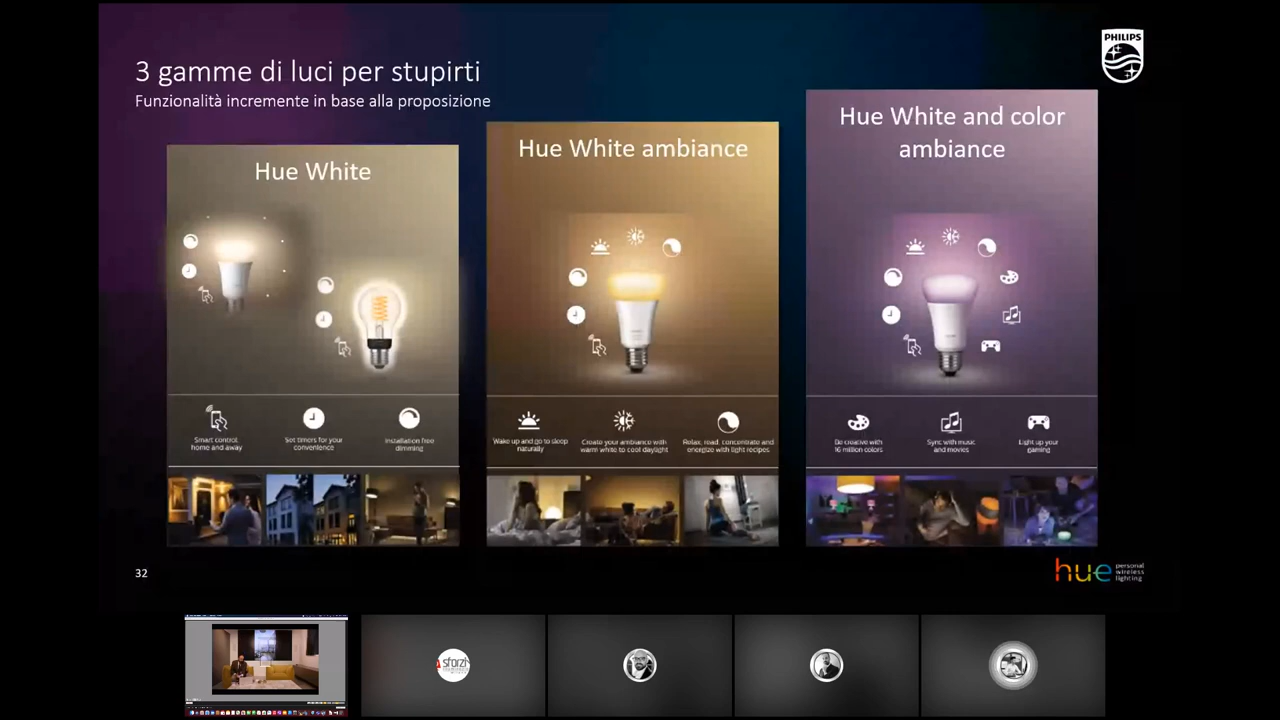 3 gamme di luci per stupirti
Funzionalità incremente in base alla proposizione
PHILIPS
Hue White
Smart control,
home and away
Set timers for your
convenience
Installation free
dimming
Hue White ambiance
Wake up and go to sleep
naturally
Create your ambiance with
warm white to cool daylight
Relax, read, concentrate and
energize with light recipes
Hue White and color
ambiance
Be creative with
16 million colors
Sync with music
and movies
Light up your
gaming
32
hue personal
wireless
lighting
sforzi